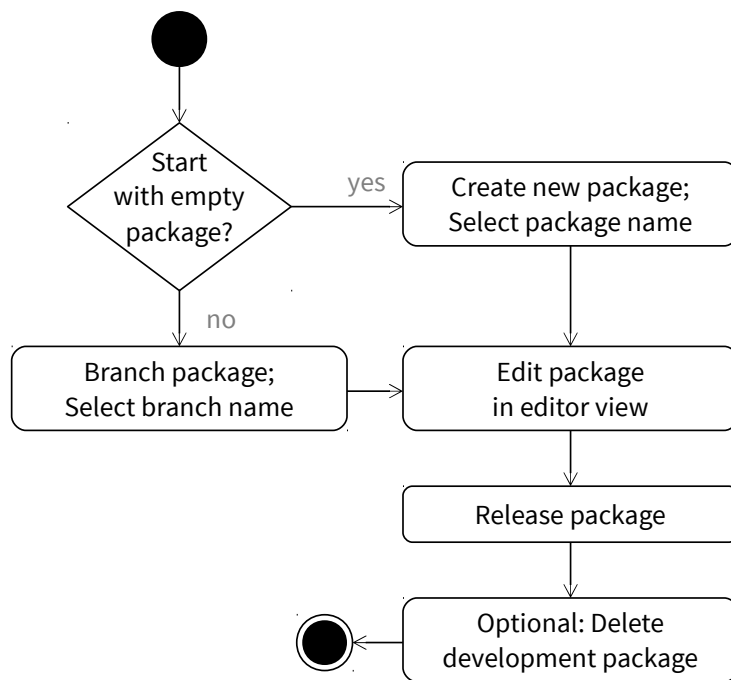 Start
with empty
package?
yes
Create new package;
Select package name
no
Branch package;
Select branch name
Edit package
in editor view
Release package
Optional: Delete
development package